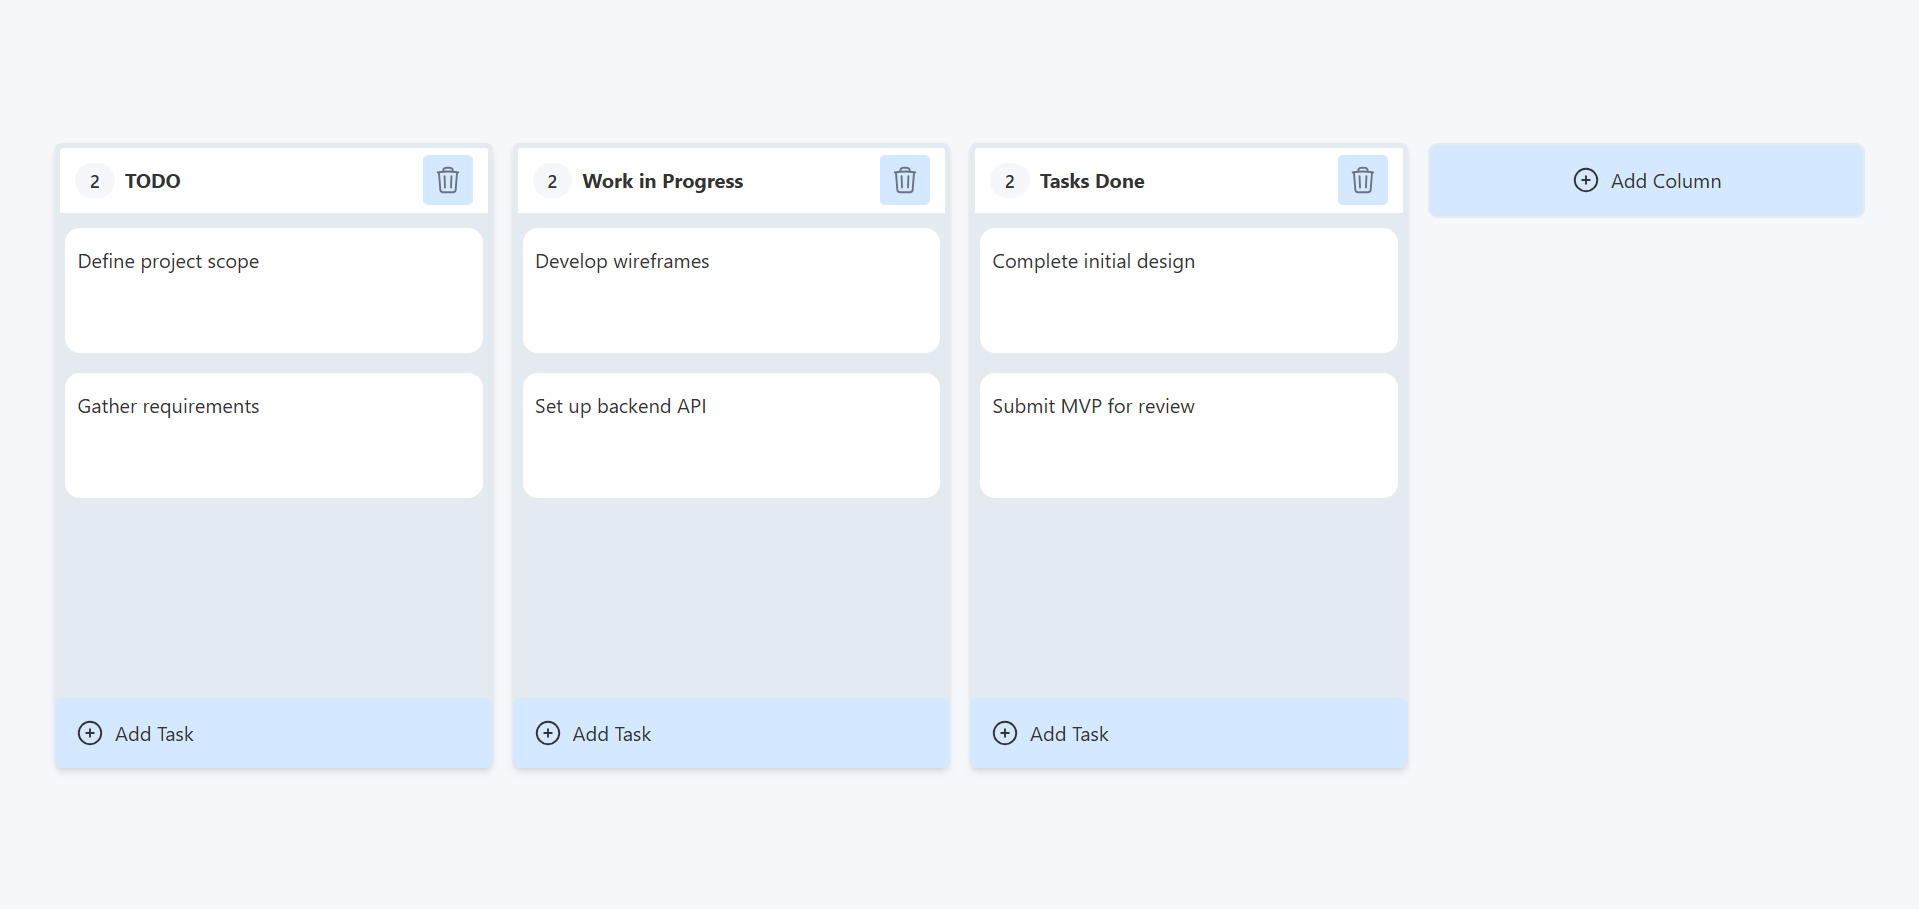 2 TODO
Define project scope
Gather requirements
Add Task
2 Work in Progress
Develop wireframes
Set up backend API
Add Task
2 Tasks Done
Complete initial design
Submit MVP for review
Add Task
Add Column